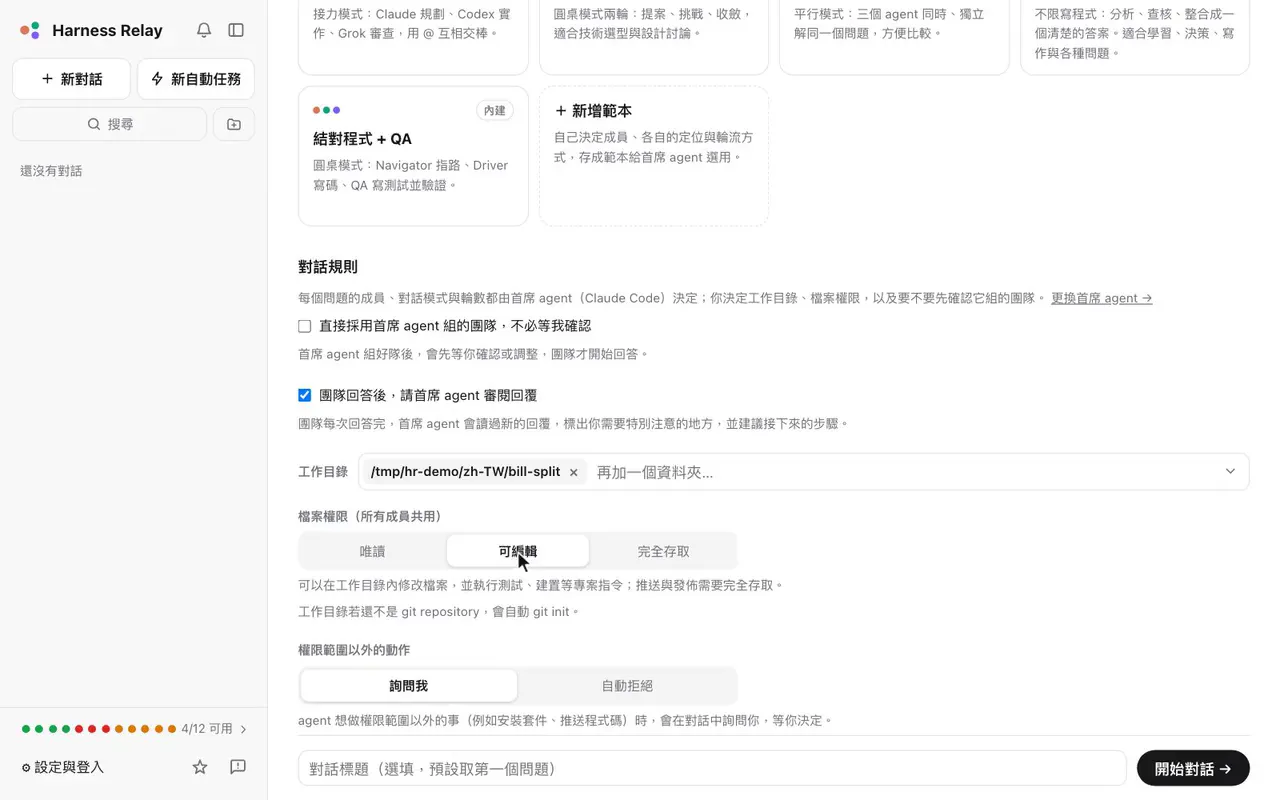 Harness Relay
+ 新對話
新自動任務
搜尋
還沒有對話
4/12 可用
設定與登入
接力模式：Claude 規劃、Codex 實
作、Grok 審查，用 @ 互相交棒。
圓桌模式兩輪：提案、挑戰、收斂，
適合技術選型與設計討論。
平行模式：三個 agent 同時、獨立
解同一個問題，方便比較。
不限寫程式：分析、查核、整合成一
個清楚的答案。適合學習、決策、寫
作與各種問題。
內建
結對程式 + QA
圓桌模式：Navigator 指路、Driver
寫碼、QA 寫測試並驗證。
+ 新增範本
自己決定成員、各自的定位與輪流方
式，存成範本給首席 agent 選用。
對話規則
每個問題的成員、對話模式與輪數都由首席 agent（Claude Code）決定；你決定工作目錄、檔案權限，以及要不要先確認它組的團隊。 更換首席 agent →
直接採用首席 agent 組的團隊，不必等我確認
首席 agent 組好隊後，會先等你確認或調整，團隊才開始回答。
團隊回答後，請首席 agent 審閱回覆
團隊每次回答完，首席 agent 會讀過新的回覆，標出你需要特別注意的地方，並建議接下來的步驟。
工作目錄 /tmp/hr-demo/zh-TW/bill-split × 再加一個資料夾...
檔案權限（所有成員共用）
唯讀 可編輯 完全存取
可以在工作目錄內修改檔案，並執行測試、建置等專案指令；推送與發佈需要完全存取。
工作目錄若還不是 git repository，會自動 git init。
權限範圍以外的動作
詢問我 自動拒絕
agent 想做權限範圍以外的事（例如安裝套件、推送程式碼）時，會在對話中詢問你，等你決定。
對話標題（選填，預設取第一個問題） 開始對話 →